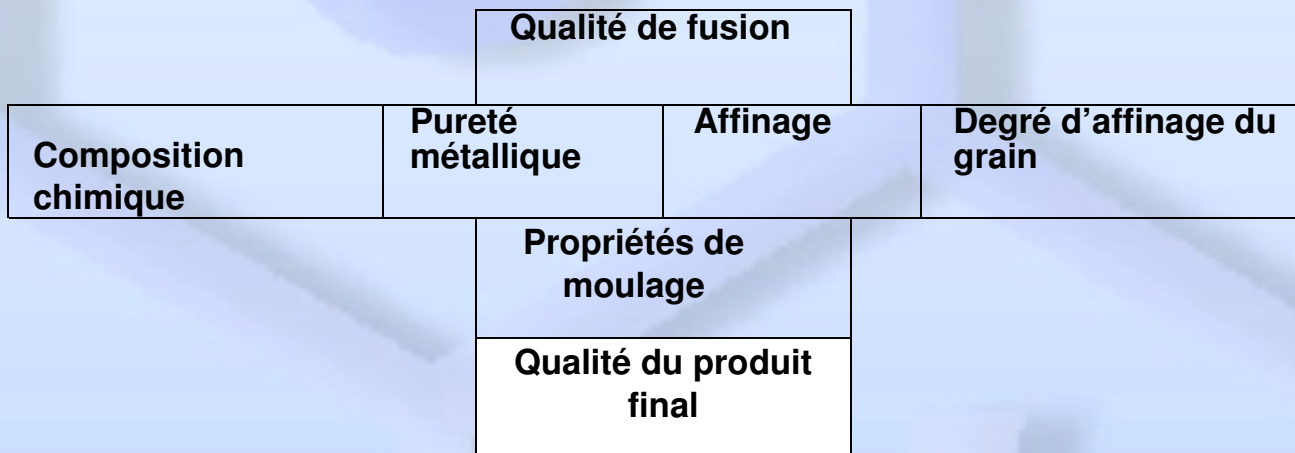 Qualité de fusion
Composition
chimique
Pureté
métallique
Affinage
Degré d'affinage du
grain
Propriétés de
moulage
Qualité du produit
final